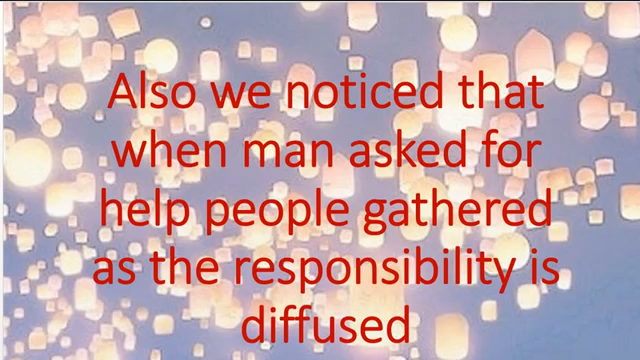 Also we noticed that
when man asked for
help people gathered
as the responsibility is
diffused